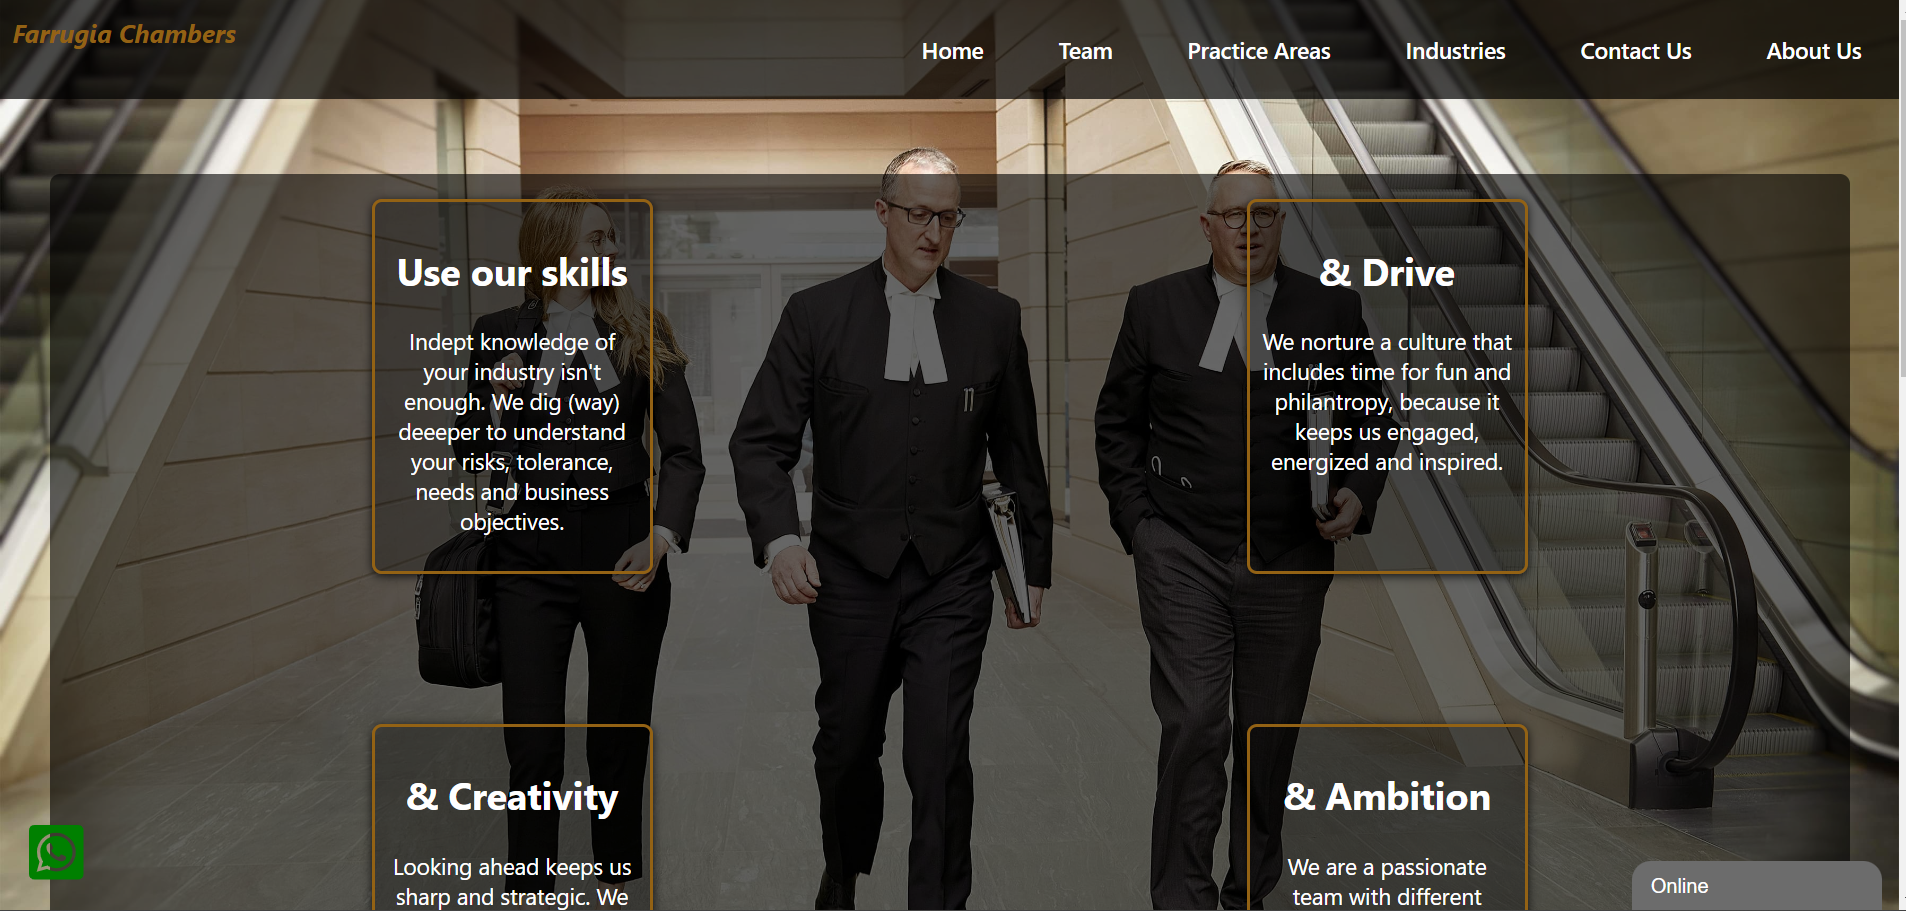 Farrugia Chambers
Home
Team
Practice Areas
Industries
Contact Us
About Us
Use our skills
Indept knowledge of
your industry isn't
enough. We dig (way)
deeeper to understand
your risks, tolerance,
needs and business
objectives.
& Drive
We norture a culture that
includes time for fun and
philantropy, because it
keeps us engaged,
energized and inspired.
& Creativity
Looking ahead keeps us
sharp and strategic. We
& Ambition
We are a passionate
team with different
Online